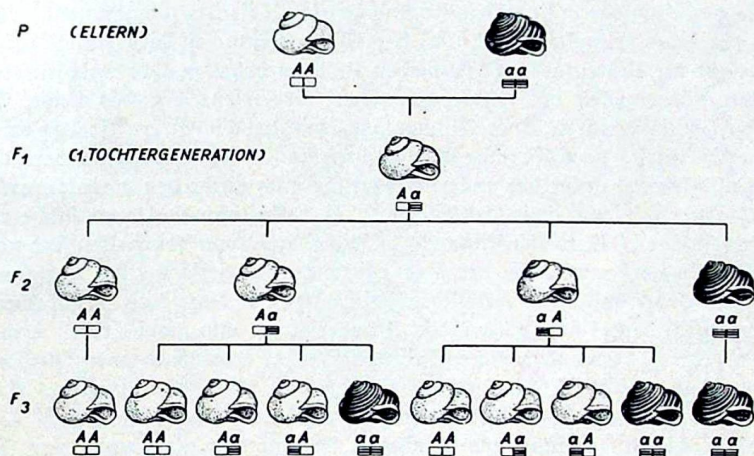 P (ELTERN)
AA aa
F1 (1.TOCHTERGENERATION)
Aa
F2
AA Aa aA aa
F3
AA AA Aa aA aa AA Aa aA aa aa